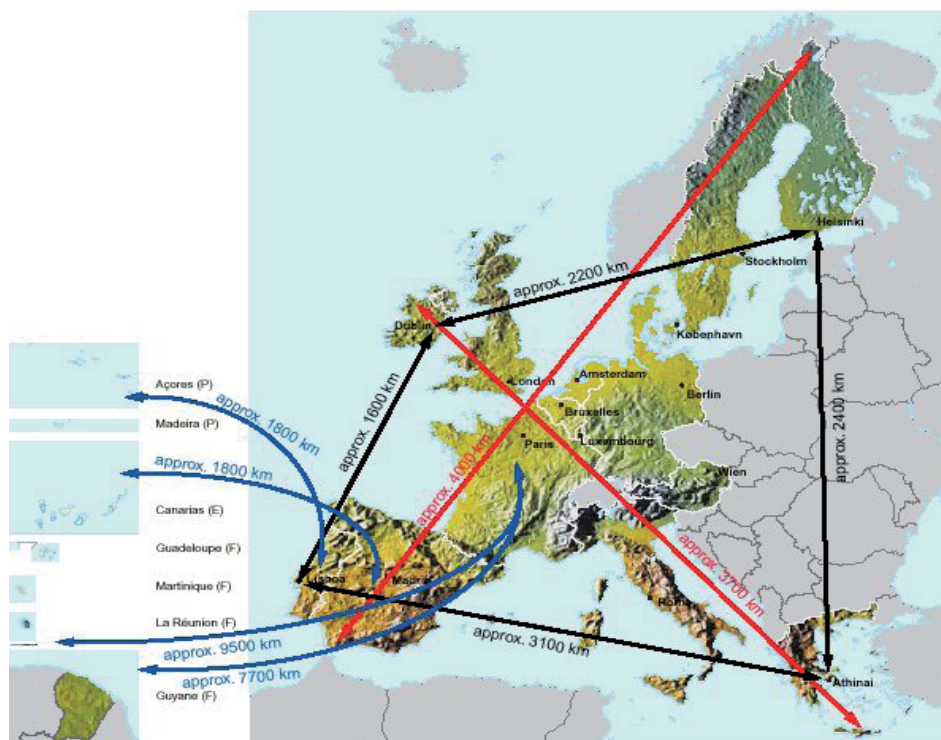 Helsinki
Stockholm
approx. 2200 km
Dublin
København
London
Amsterdam
Berlin
Bruxelles
Paris
Luxembourg
Wien
approx. 1600 km
approx. 4000 km
approx. 2400 km
approx. 3700 km
Açores (P)
approx. 1800 km
Madeira (P)
approx. 1800 km
Canarias (E)
Guadeloupe (F)
Martinique (F)
La Réunion (F)
Guyane (F)
Lisboa
Madrid
Roma
approx. 3100 km
approx. 9500 km
approx. 7700 km
Athinai